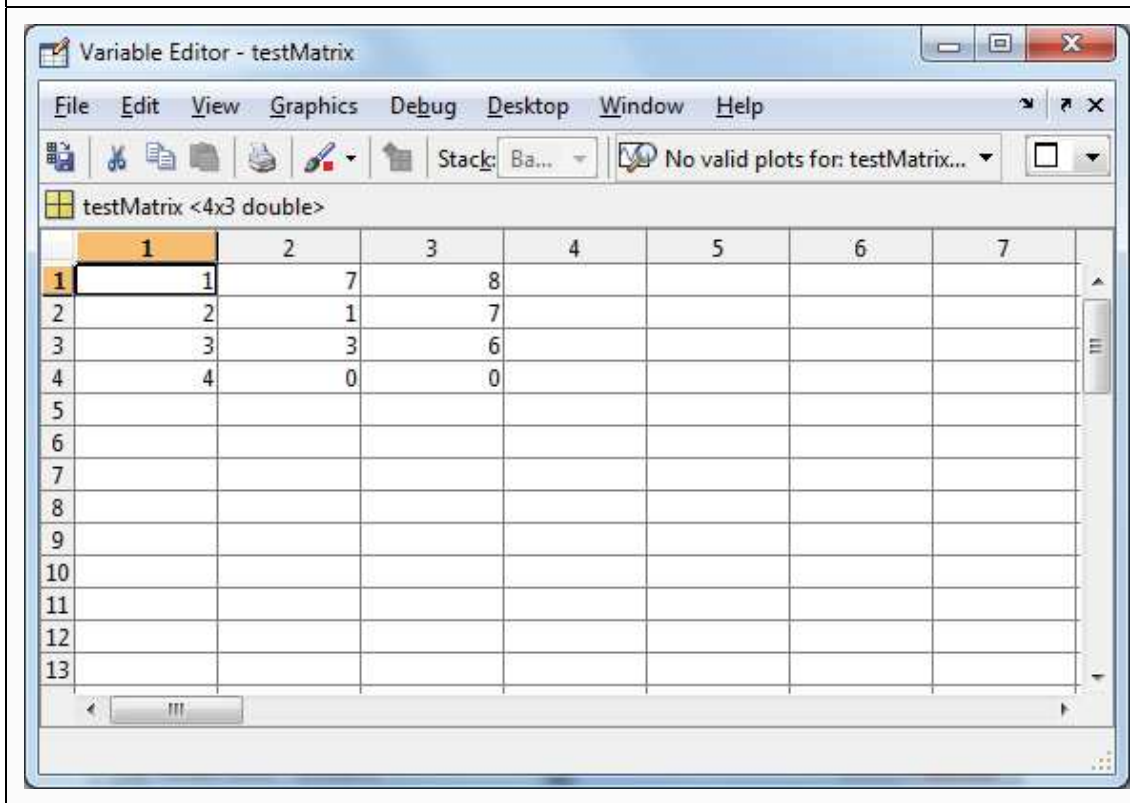 Variable Editor - testMatrix
File Edit View Graphics Debug Desktop Window Help
Stack: Ba... No valid plots for: testMatrix...
testMatrix <4x3 double>
1 2 3 4 5 6 7
1 1 7 8
2 2 1 7
3 3 3 6
4 4 0 0
5
6
7
8
9
10
11
12
13